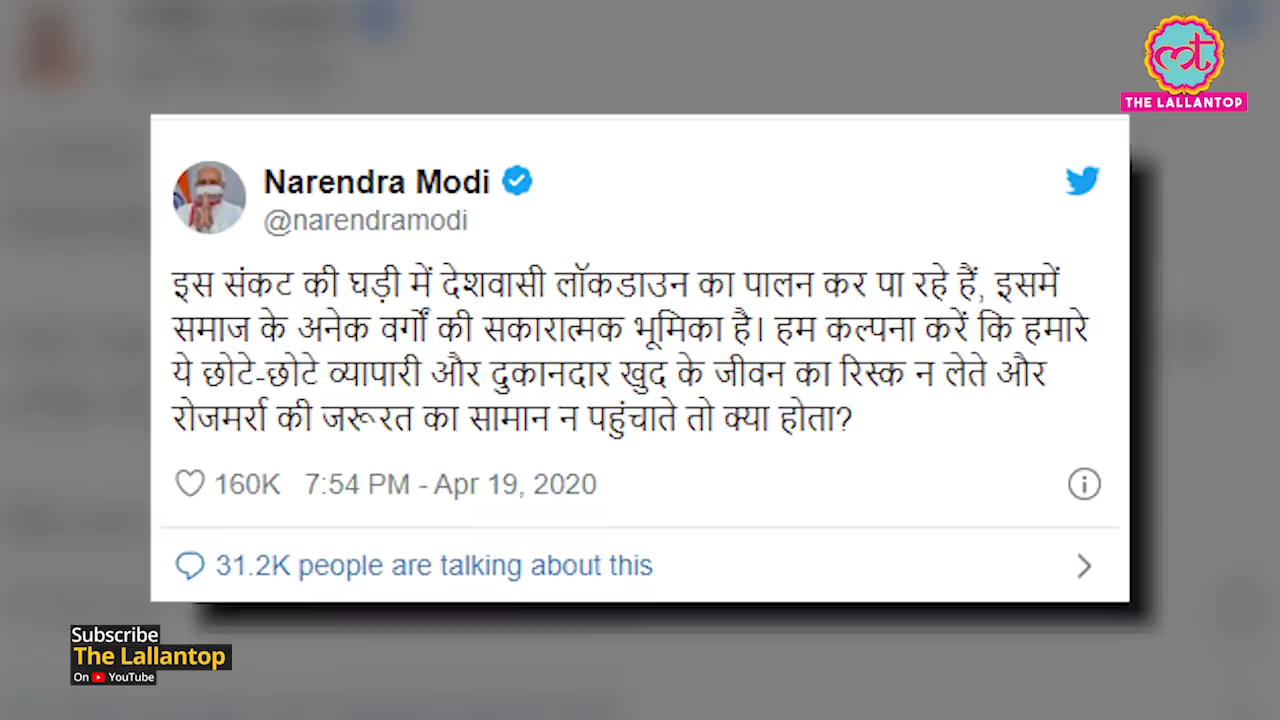 THE LALLANTOP
Narendra Modi
@narendramodi
इस संकट की घड़ी में देशवासी लॉकडाउन का पालन कर पा रहे हैं, इसमें
समाज के अनेक वर्गों की सकारात्मक भूमिका है। हम कल्पना करें कि हमारे
ये छोटे-छोटे व्यापारी और दुकानदार खुद के जीवन का रिस्क न लेते और
रोजमर्रा की जरूरत का सामान न पहुंचाते तो क्या होता?
160K 7:54 PM - Apr 19, 2020
31.2K people are talking about this
Subscribe
The Lallantop
On YouTube